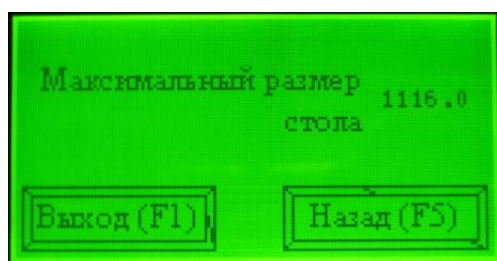 Максимальный размер
1116.0
стола
Выход (F1)
Назад (F5)